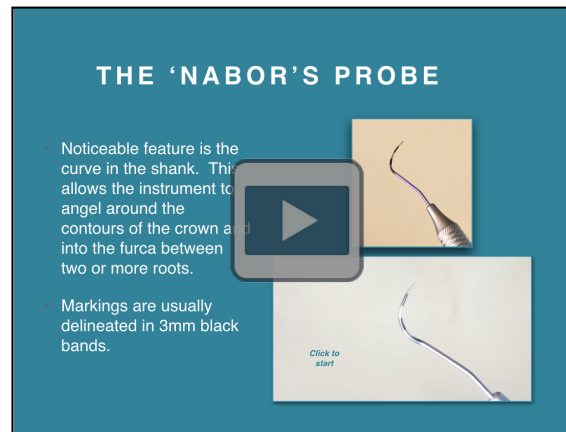 THE ‘NABOR’S PROBE
Noticeable feature is the
curve in the shank. This
allows the instrument to
angel around the
contours of the crown and
into the furca between
two or more roots.
Markings are usually
delineated in 3mm black
bands.
Click to
start